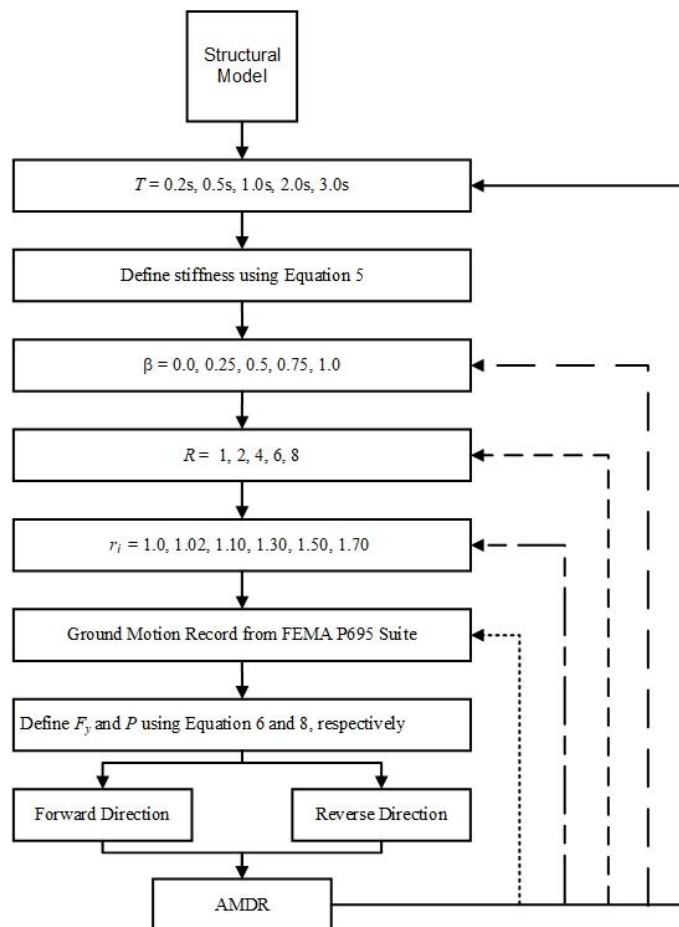 Structural
Model
T = 0.2s, 0.5s, 1.0s, 2.0s, 3.0s
Define stiffness using Equation 5
β = 0.0, 0.25, 0.5, 0.75, 1.0
R = 1, 2, 4, 6, 8
rᵢ = 1.0, 1.02, 1.10, 1.30, 1.50, 1.70
Ground Motion Record from FEMA P695 Suite
Define Fy and P using Equation 6 and 8, respectively
Forward Direction
Reverse Direction
AMDR